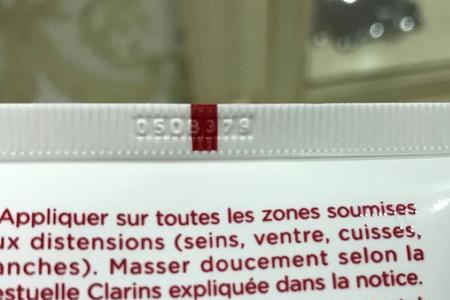 0508379
Appliquer sur toutes les zones soumises
ux distensions (seins, ventre, cuisses,
anches). Masser doucement selon la
estuelle Clarins expliquée dans la notice.